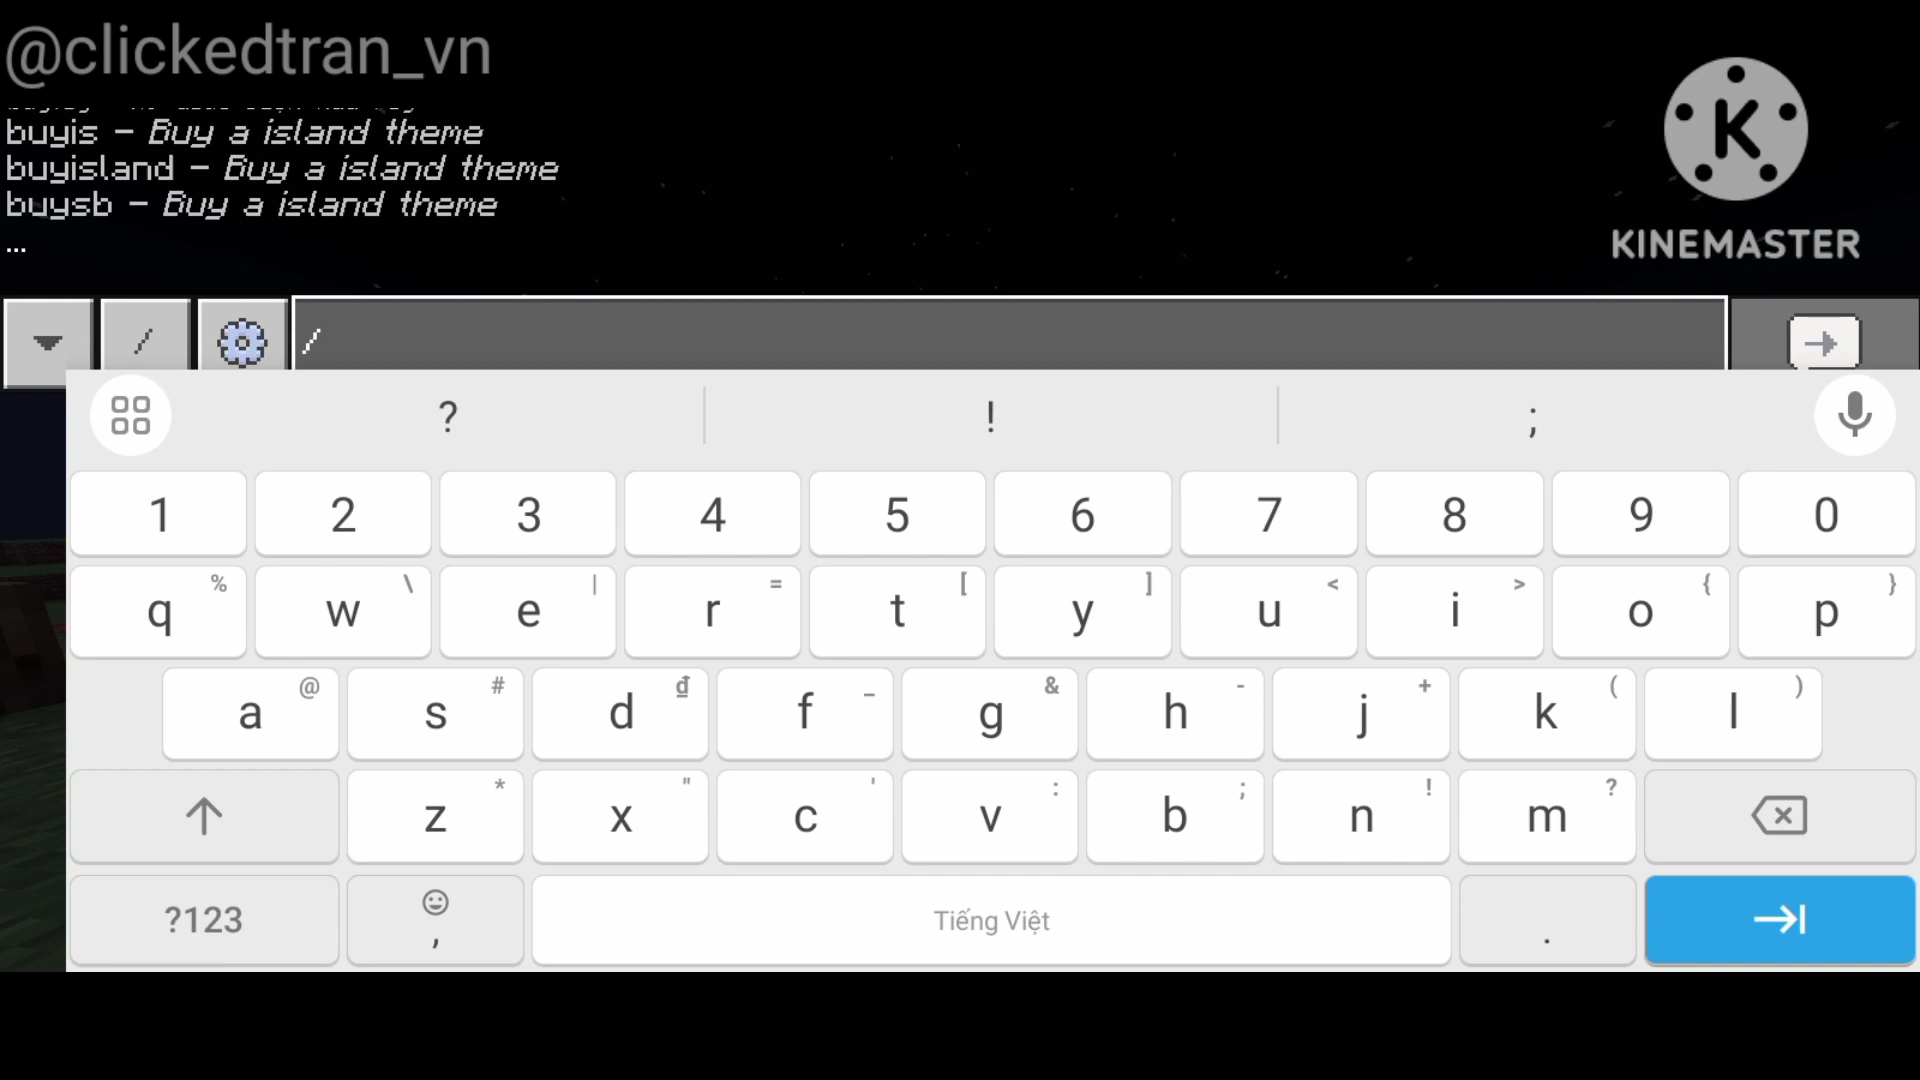 @clickedtran_vn
buyis - Buy a island theme
buyisland - Buy a island theme
buysb - Buy a island theme
...
K
KINEMASTER
/ /
? ! ;
1 2 3 4 5 6 7 8 9 0
q % w \ e | r = t [ y ] u < i > o { p }
a @ s # d ₫ f _ g & h - j + k ( l )
z * x " c ' v : b ; n ! m ?
?123 , Tiếng Việt .